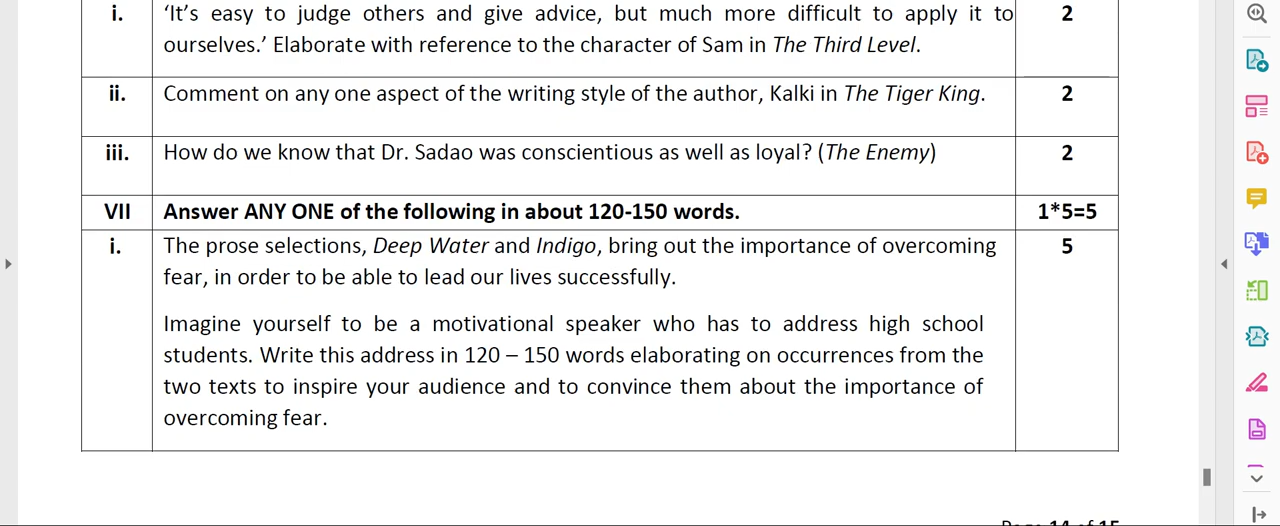 i. ‘It’s easy to judge others and give advice, but much more difficult to apply it to 2
ourselves.’ Elaborate with reference to the character of Sam in The Third Level.
ii. Comment on any one aspect of the writing style of the author, Kalki in The Tiger King. 2
iii. How do we know that Dr. Sadao was conscientious as well as loyal? (The Enemy) 2
VII Answer ANY ONE of the following in about 120-150 words. 1*5=5
i. The prose selections, Deep Water and Indigo, bring out the importance of overcoming 5
fear, in order to be able to lead our lives successfully.
Imagine yourself to be a motivational speaker who has to address high school
students. Write this address in 120 – 150 words elaborating on occurrences from the
two texts to inspire your audience and to convince them about the importance of
overcoming fear.
Page 14 of 15